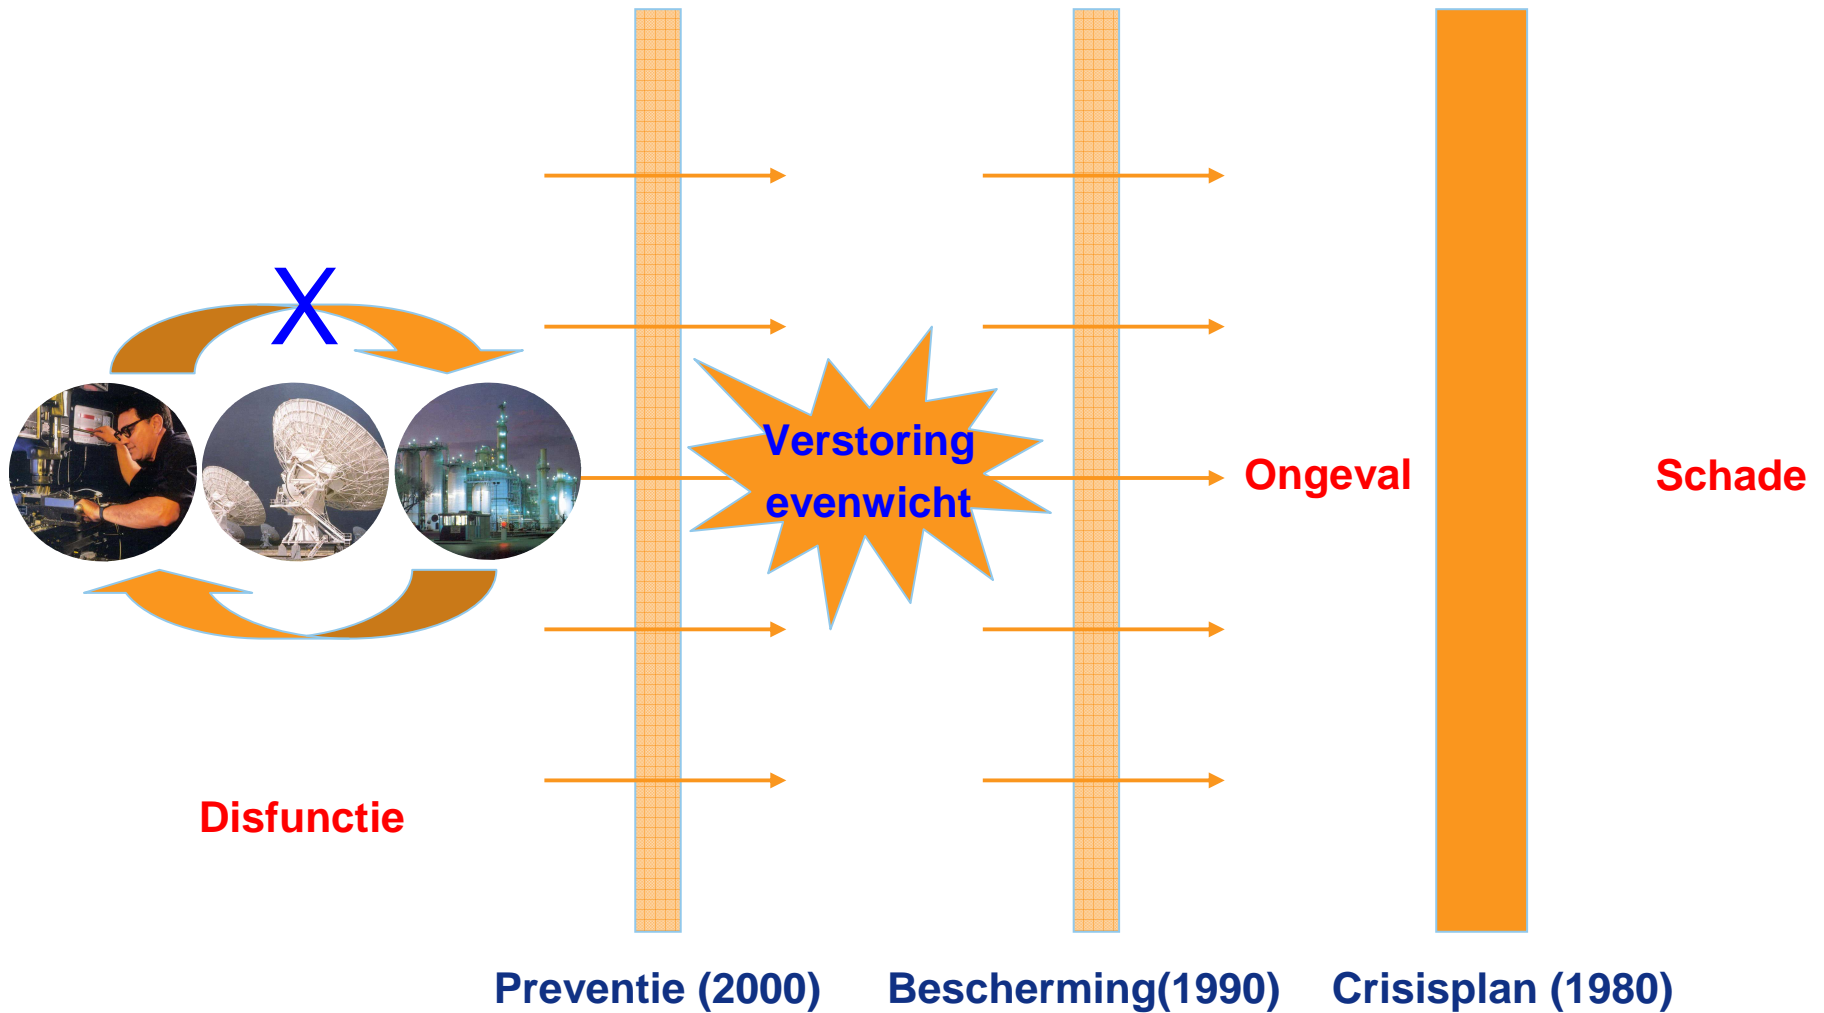 X
Verstoring
evenwicht
Ongeval
Schade
Disfunctie
Preventie (2000)
Bescherming(1990)
Crisisplan (1980)